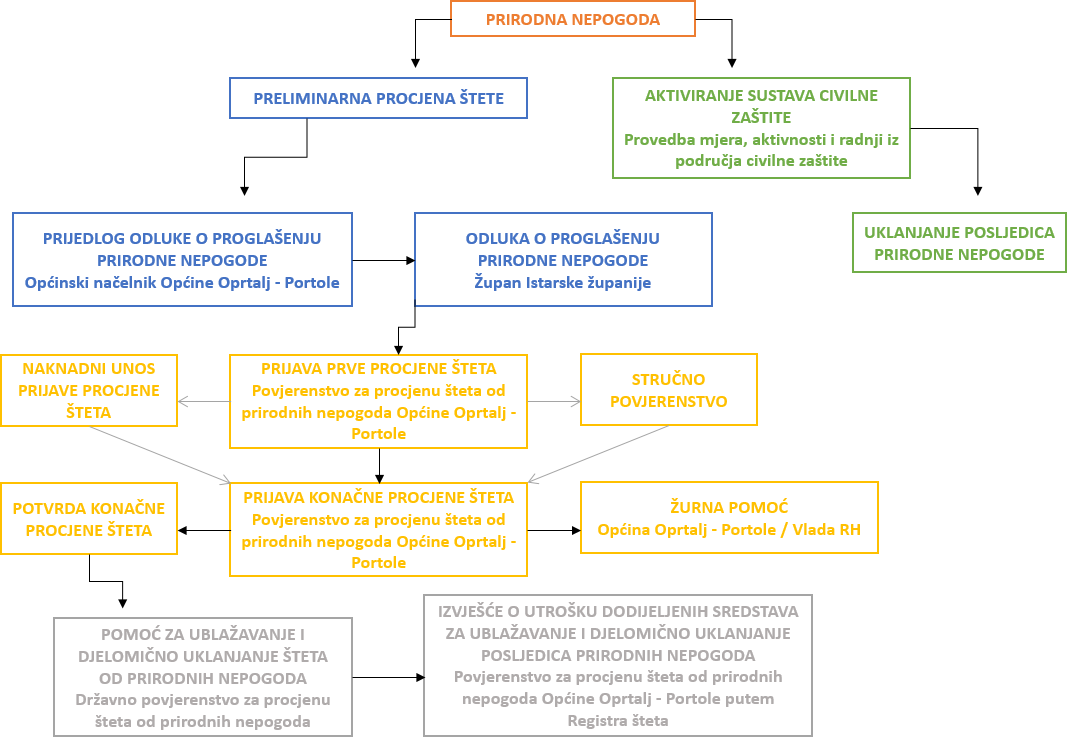 PRIRODNA NEPOGODA
PRELIMINARNA PROCJENA ŠTETE
AKTIVIRANJE SUSTAVA CIVILNE
ZAŠTITE
Provedba mjera, aktivnosti i radnji iz
područja civilne zaštite
PRIJEDLOG ODLUKE O PROGLAŠENJU
PRIRODNE NEPOGODE
Općinski načelnik Općine Oprtalj - Portole
ODLUKA O PROGLAŠENJU
PRIRODNE NEPOGODE
Župan Istarske županije
UKLANJANJE POSLJEDICA
PRIRODNE NEPOGODE
NAKNADNI UNOS
PRIJAVE PROCJENE
ŠTETA
PRIJAVA PRVE PROCJENE ŠTETA
Povjerenstvo za procjenu šteta od
prirodnih nepogoda Općine Oprtalj -
Portole
STRUČNO
POVJERENSTVO
POTVRDA KONAČNE
PROCJENE ŠTETA
PRIJAVA KONAČNE PROCJENE ŠTETA
Povjerenstvo za procjenu šteta od
prirodnih nepogoda Općine Oprtalj -
Portole
ŽURNA POMOĆ
Općina Oprtalj - Portole / Vlada RH
POMOĆ ZA UBLAŽAVANJE I
DJELOMIČNO UKLANJANJE ŠTETA
OD PRIRODNIH NEPOGODA
Državno povjerenstvo za procjenu
šteta od prirodnih nepogoda
IZVJEŠĆE O UTROŠKU DODIJELJENIH SREDSTAVA
ZA UBLAŽAVANJE I DJELOMIČNO UKLANJANJE
POSLJEDICA PRIRODNIH NEPOGODA
Povjerenstvo za procjenu šteta od prirodnih
nepogoda Općine Oprtalj - Portole putem
Registra šteta